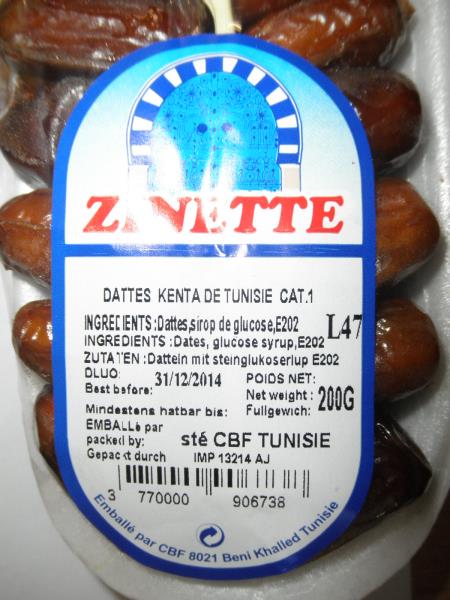 ZINETTE
DATTES KENTA DE TUNISIE CAT.1
INGREDIENTS :Dattes,sirop de glucose,E202 L47
INGREDIENTS :Dates, glucose syrup,E202
ZUTATEN :Datteln mit steinglukoserlup E202
DLUO: 31/12/2014 POIDS NET:
Best before: Net weight : 200G
Mindestens hatbar bis: Fullgewich:
EMBALLé par
packed by: sté CBF TUNISIE
Gepackt durch IMP 13214 AJ
3 770000 906738
Emballé par CBF 8021 Beni Khalled Tunisie